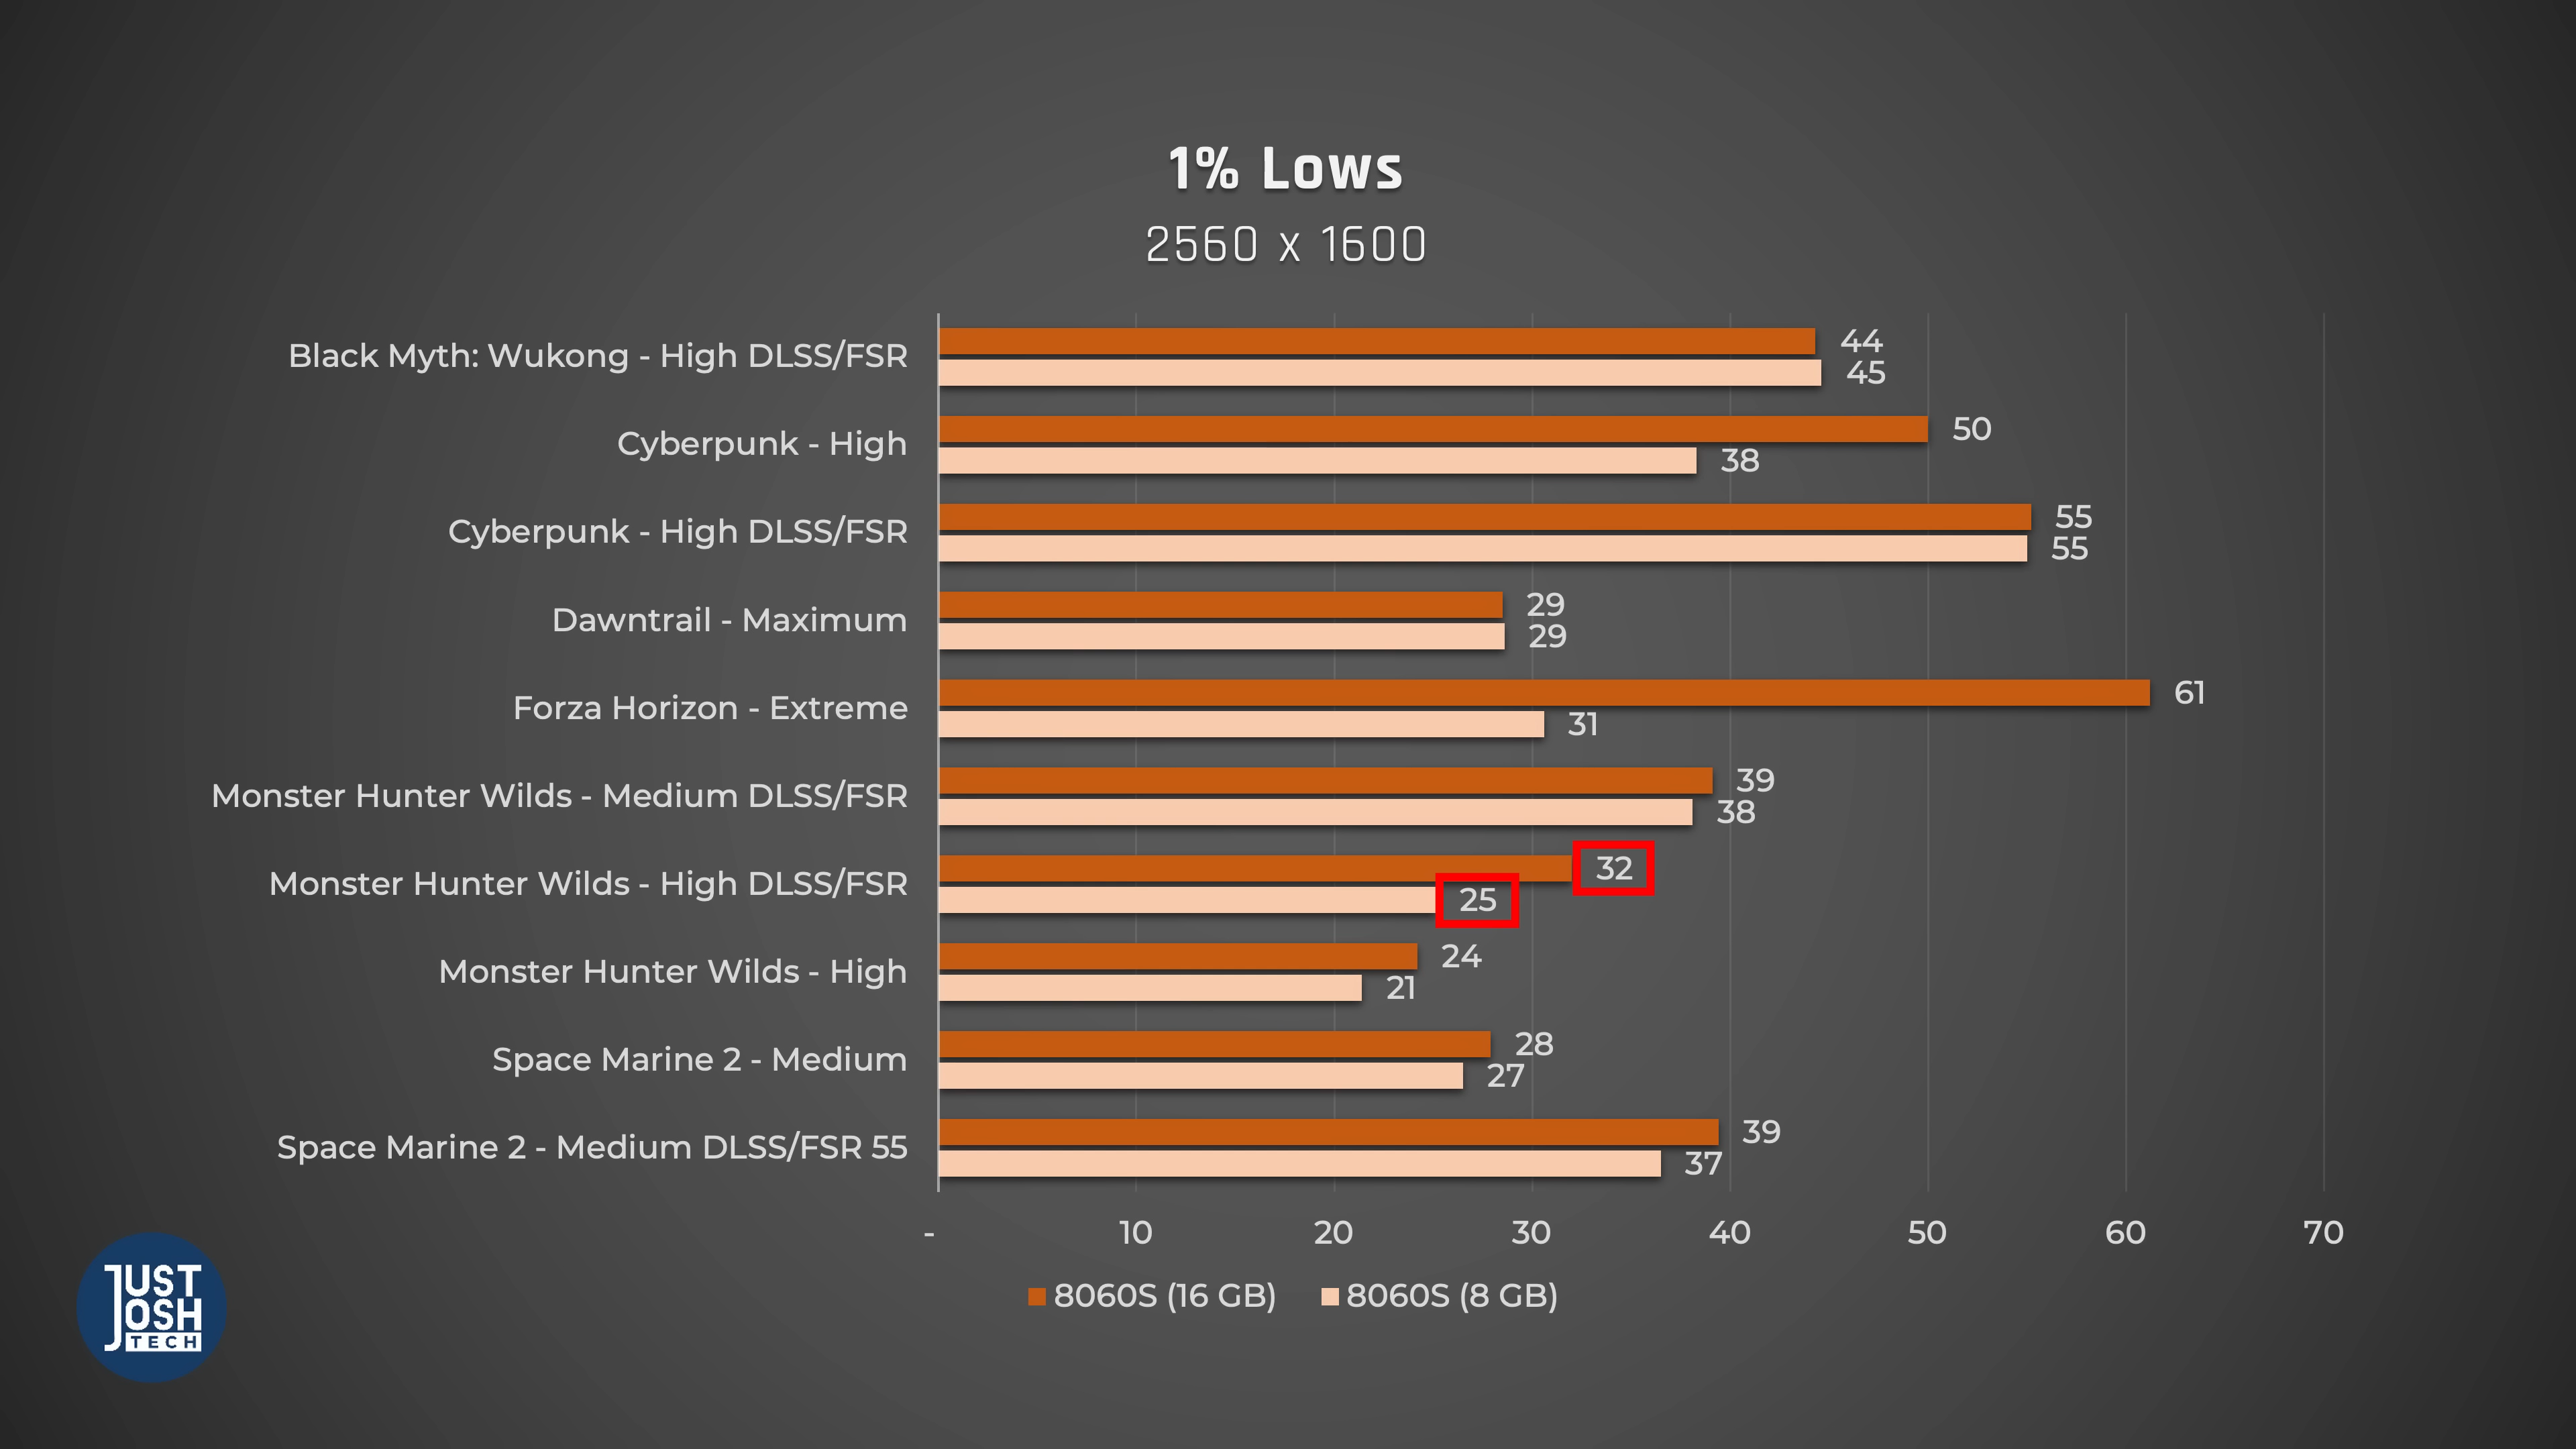 1% Lows
2560 x 1600
Black Myth: Wukong - High DLSS/FSR
44
45
Cyberpunk - High
50
38
Cyberpunk - High DLSS/FSR
55
55
Dawntrail - Maximum
29
29
Forza Horizon - Extreme
61
31
Monster Hunter Wilds - Medium DLSS/FSR
39
38
Monster Hunter Wilds - High DLSS/FSR
32
25
Monster Hunter Wilds - High
24
21
Space Marine 2 - Medium
28
27
Space Marine 2 - Medium DLSS/FSR 55
39
37
- 10 20 30 40 50 60 70
8060S (16 GB) 8060S (8 GB)
JUST
JOSH
TECH